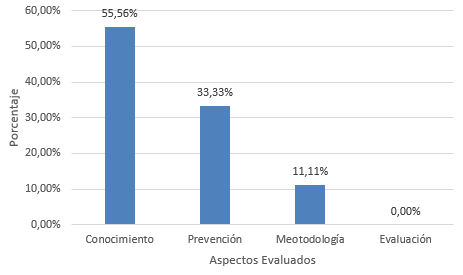 60,00%
50,00%
40,00%
30,00%
20,00%
10,00%
0,00%
Porcentaje
55,56%
33,33%
11,11%
0,00%
Conocimiento
Prevención
Meotodología
Evaluación
Aspectos Evaluados